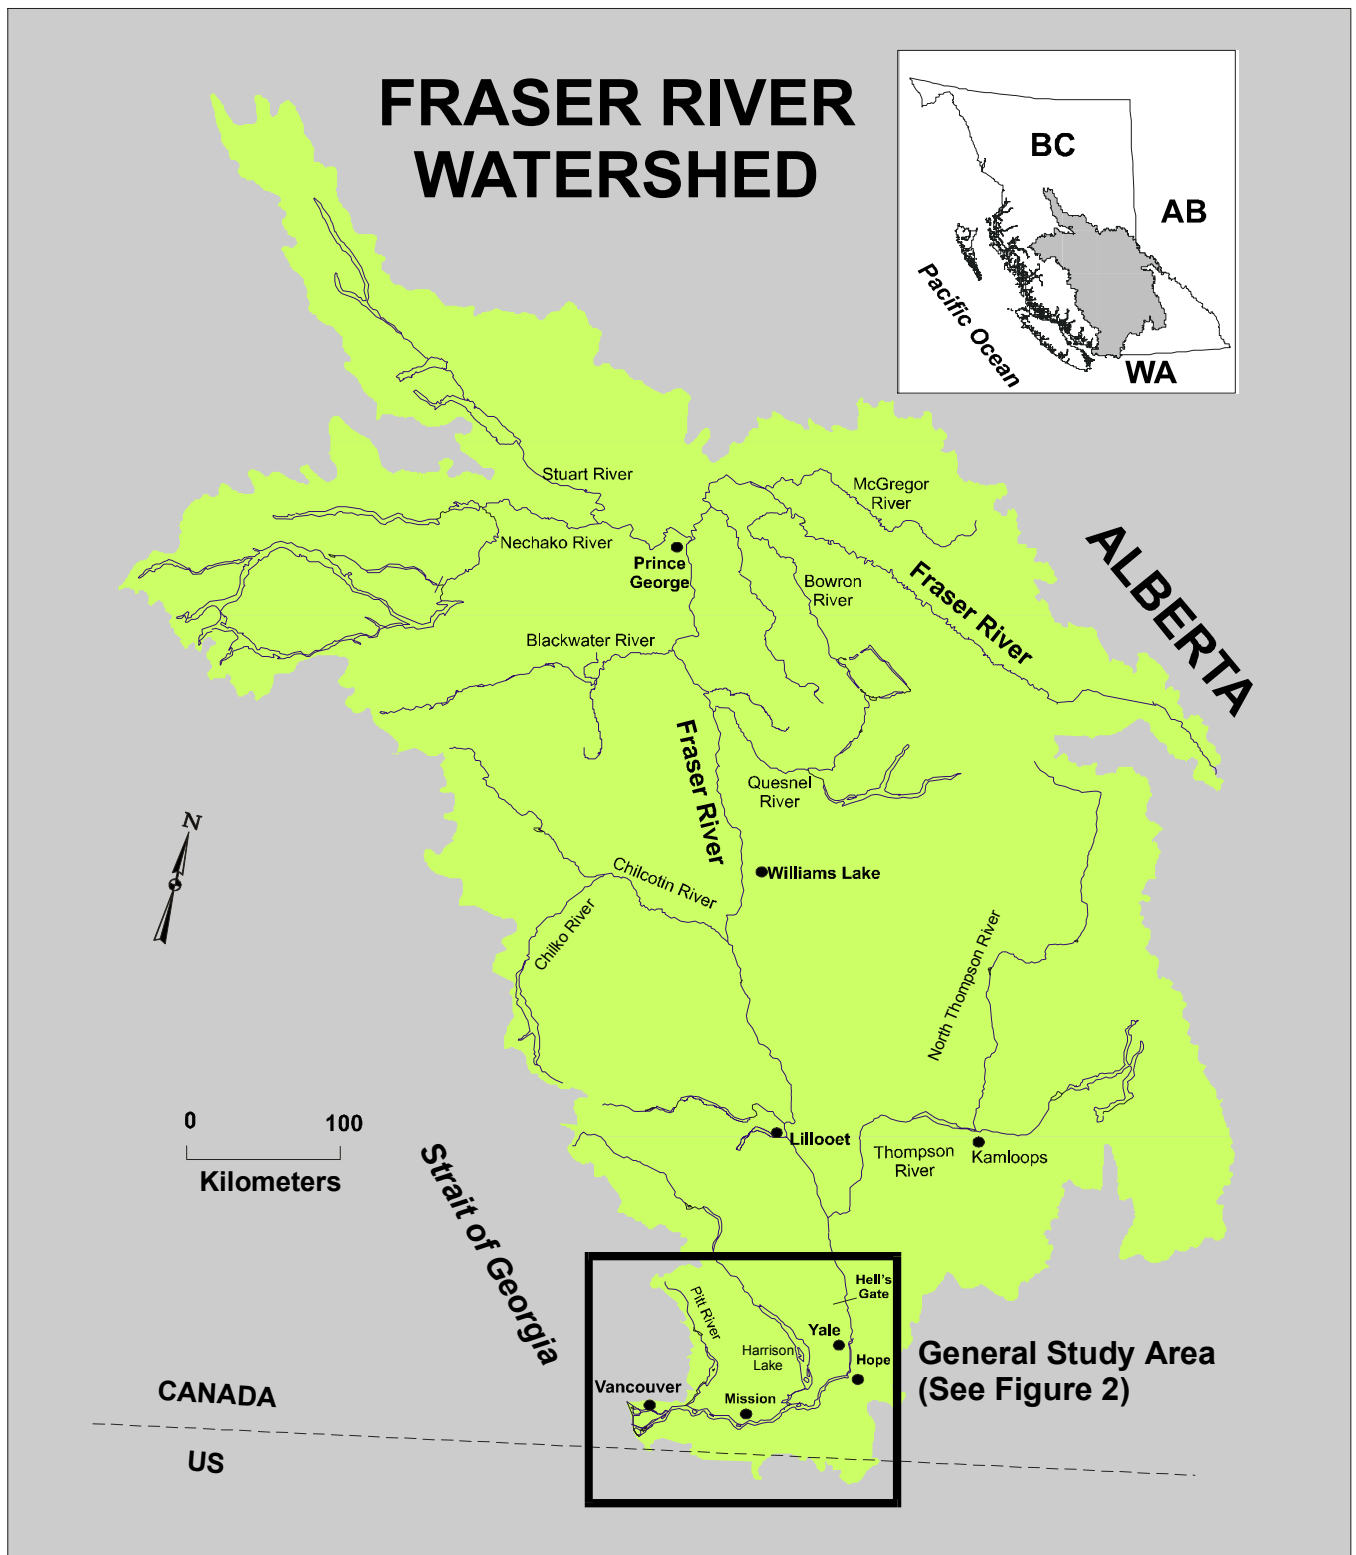 FRASER RIVER
WATERSHED
BC
AB
Pacific Ocean
WA
Stuart River
McGregor
River
Nechako River
Prince
George
Bowron
River
Fraser River
ALBERTA
Blackwater River
Fraser River
Quesnel
River
N
Williams Lake
Chilcotin River
Chilko River
North Thompson River
0
100
Kilometers
Lillooet
Thompson
River
Kamloops
Strait of Georgia
Hell's
Gate
Pitt River
Yale
Harrison
Lake
Hope
General Study Area
(See Figure 2)
Vancouver
Mission
CANADA
US